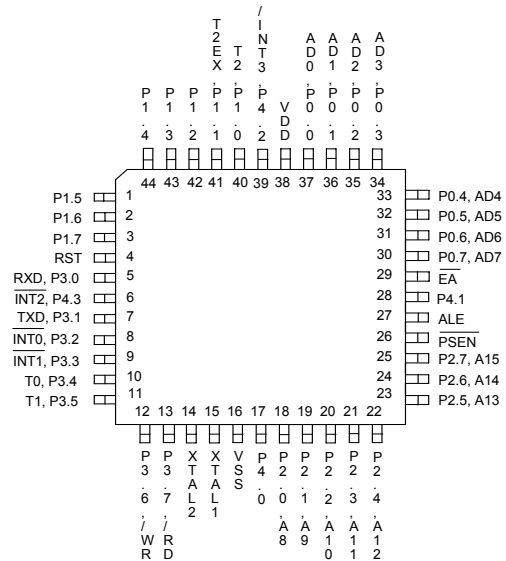 P1.4
P1.3
P1.2
T2EX,P1.1
T2,P1.0
/INT3,P4.2
VDD
AD0,P0.0
AD1,P0.1
AD2,P0.2
AD3,P0.3
44 43 42 41 40 39 38 37 36 35 34
P1.5 1
P1.6 2
P1.7 3
RST 4
RXD, P3.0 5
INT2, P4.3 6
TXD, P3.1 7
INT0, P3.2 8
INT1, P3.3 9
T0, P3.4 10
T1, P3.5 11
33 P0.4, AD4
32 P0.5, AD5
31 P0.6, AD6
30 P0.7, AD7
29 EA
28 P4.1
27 ALE
26 PSEN
25 P2.7, A15
24 P2.6, A14
23 P2.5, A13
12 13 14 15 16 17 18 19 20 21 22
P3.6,/WR
P3.7,/RD
XTAL2
XTAL1
VSS
P4.0
P2.0,A8
P2.1,A9
P2.2,A10
P2.3,A11
P2.4,A12